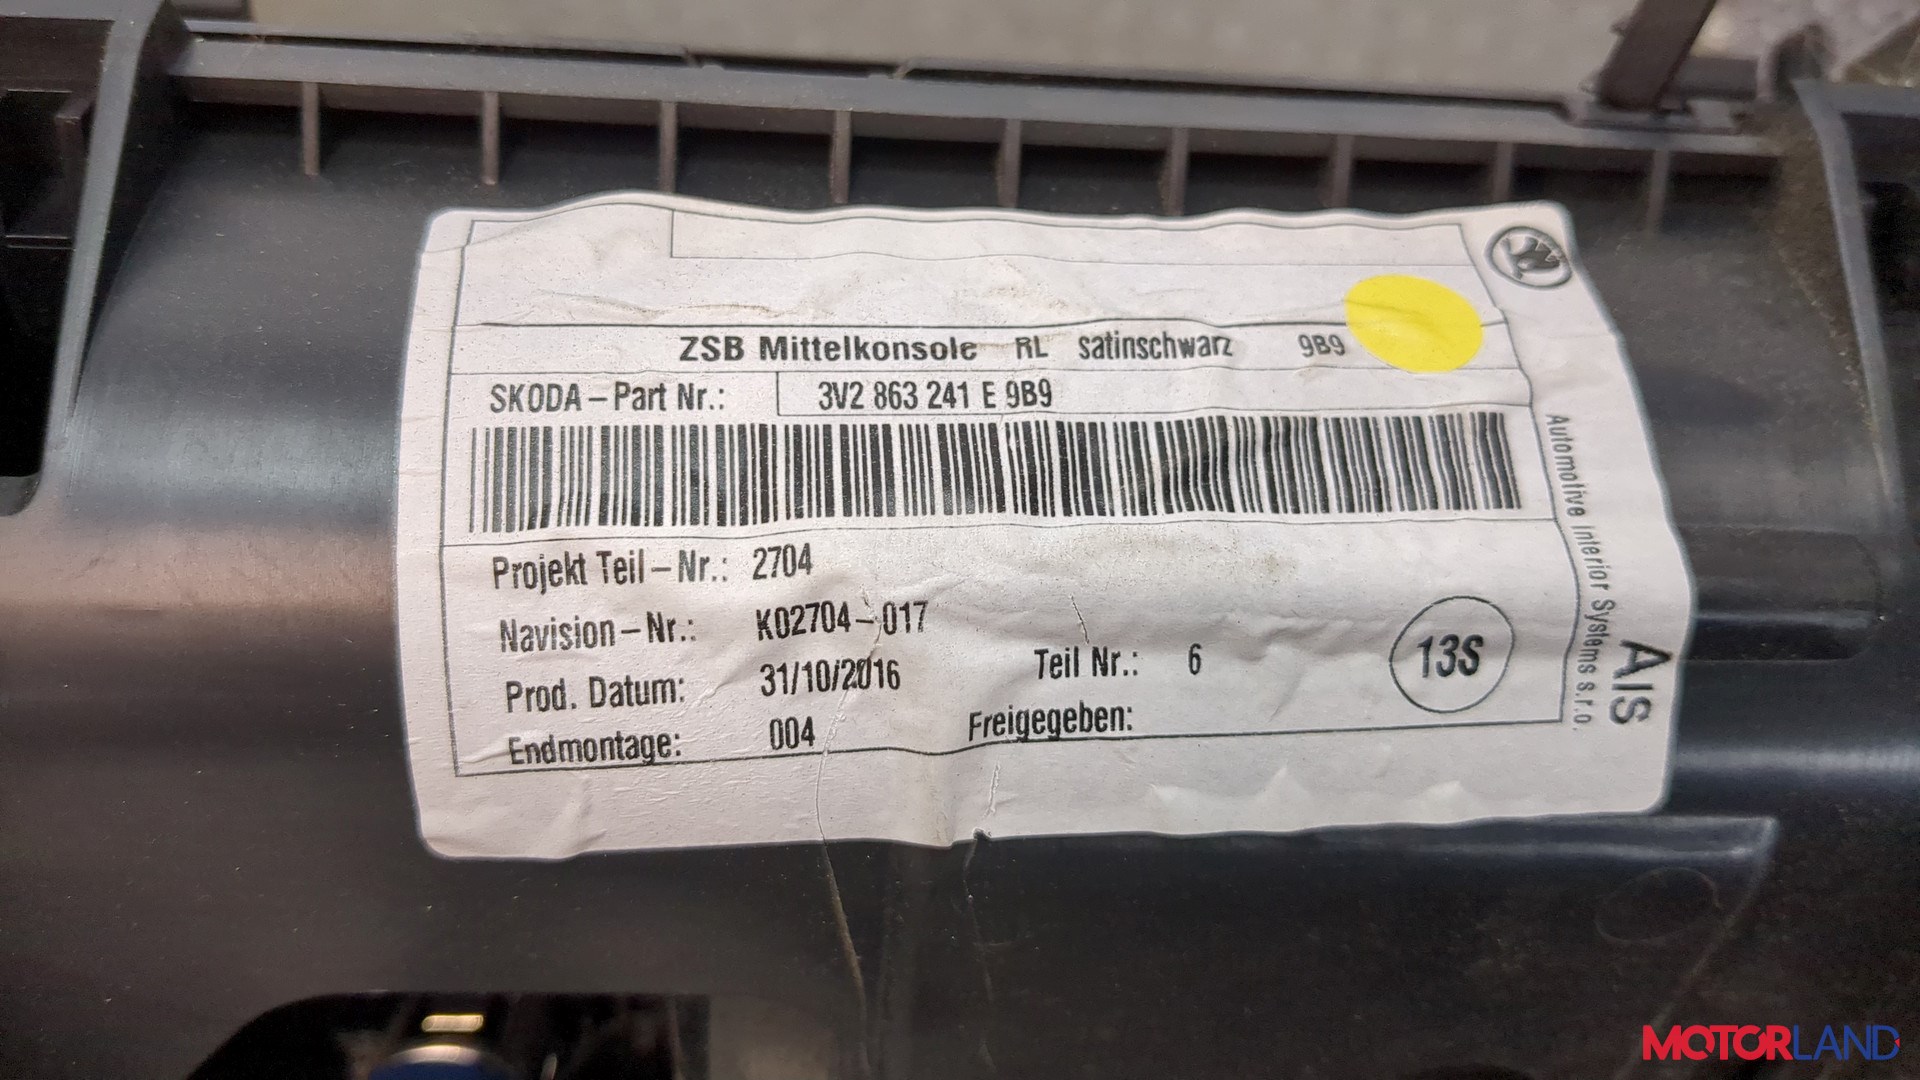 ZSB Mittelkonsole RL satinschwarz 9B9
SKODA-Part Nr.: 3V2 863 241 E 9B9
Projekt Teil-Nr.: 2704
Navision-Nr.: K02704-017
Prod. Datum: 31/10/2016
Teil Nr.: 6
13S
Endmontage: 004
Freigegeben:
Automotive Interior Systems s.r.o.
AIS
MOTORLAND